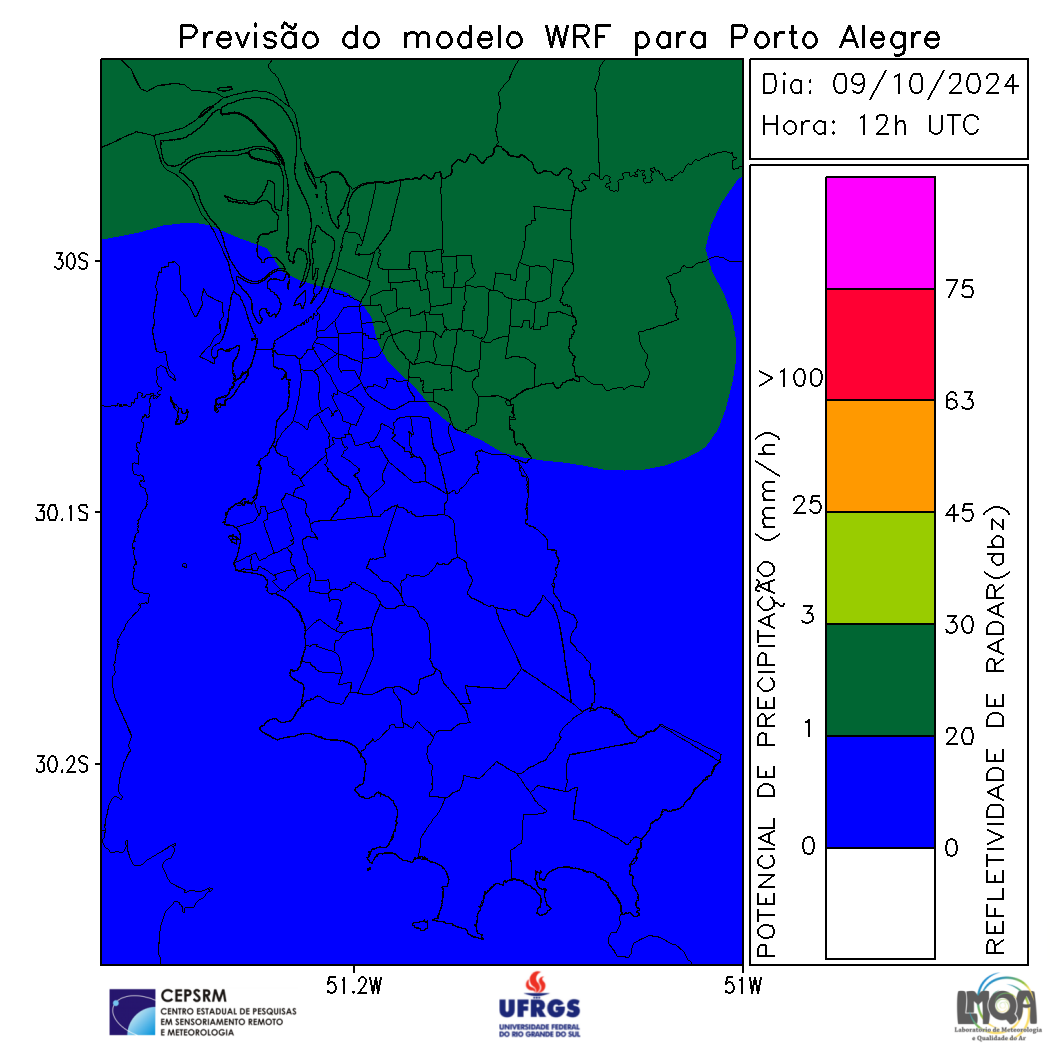 Previsão do modelo WRF para Porto Alegre
Dia: 09/10/2024
Hora: 12h UTC
30S
30.1S
30.2S
51.2W
51W
POTENCIAL DE PRECIPITAÇÃO (mm/h)
>100
25
3
1
0
75
63
45
30
20
0
REFLETIVIDADE DE RADAR(dbz)
CEPSRM
CENTRO ESTADUAL DE PESQUISAS
EM SENSORIAMENTO REMOTO
E METEOROLOGIA
UFRGS
UNIVERSIDADE FEDERAL
DO RIO GRANDE DO SUL
LMQA
Laboratório de Meteorologia
e Qualidade do Ar